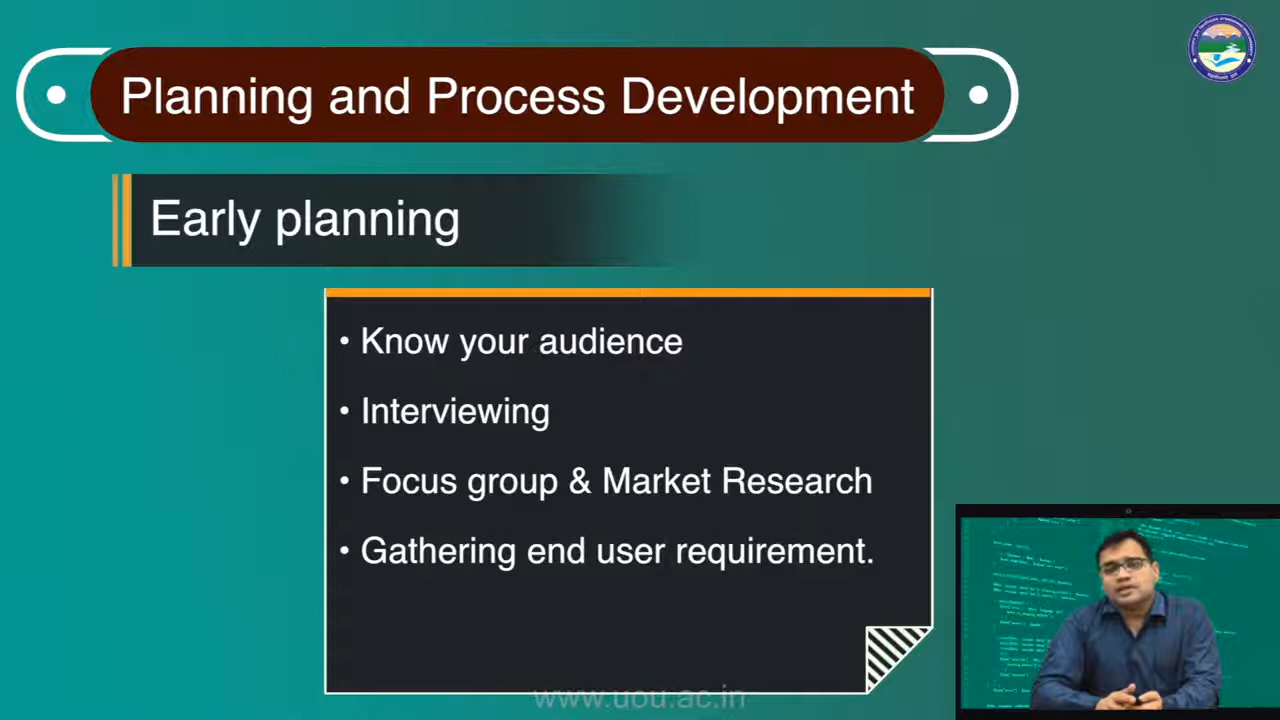 Planning and Process Development
Early planning
• Know your audience
• Interviewing
• Focus group & Market Research
• Gathering end user requirement.
www.uou.ac.in